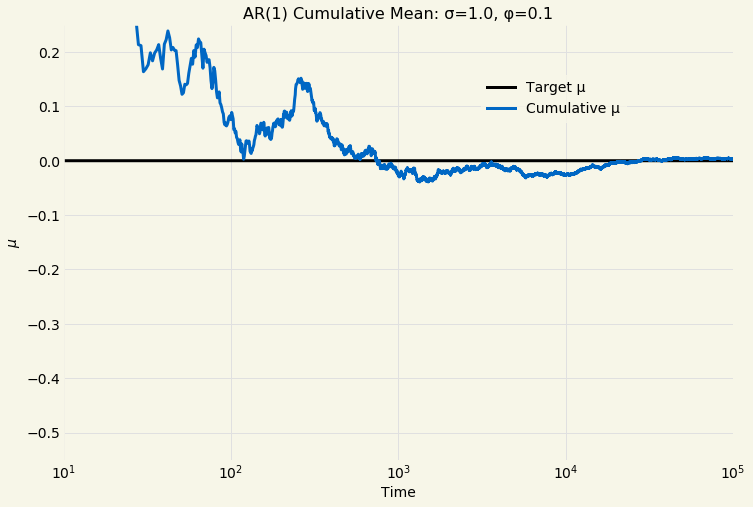 AR(1) Cumulative Mean: σ=1.0, φ=0.1
μ
0.2
0.1
0.0
−0.1
−0.2
−0.3
−0.4
−0.5
Target μ
Cumulative μ
10¹ 10² 10³ 10⁴ 10⁵
Time